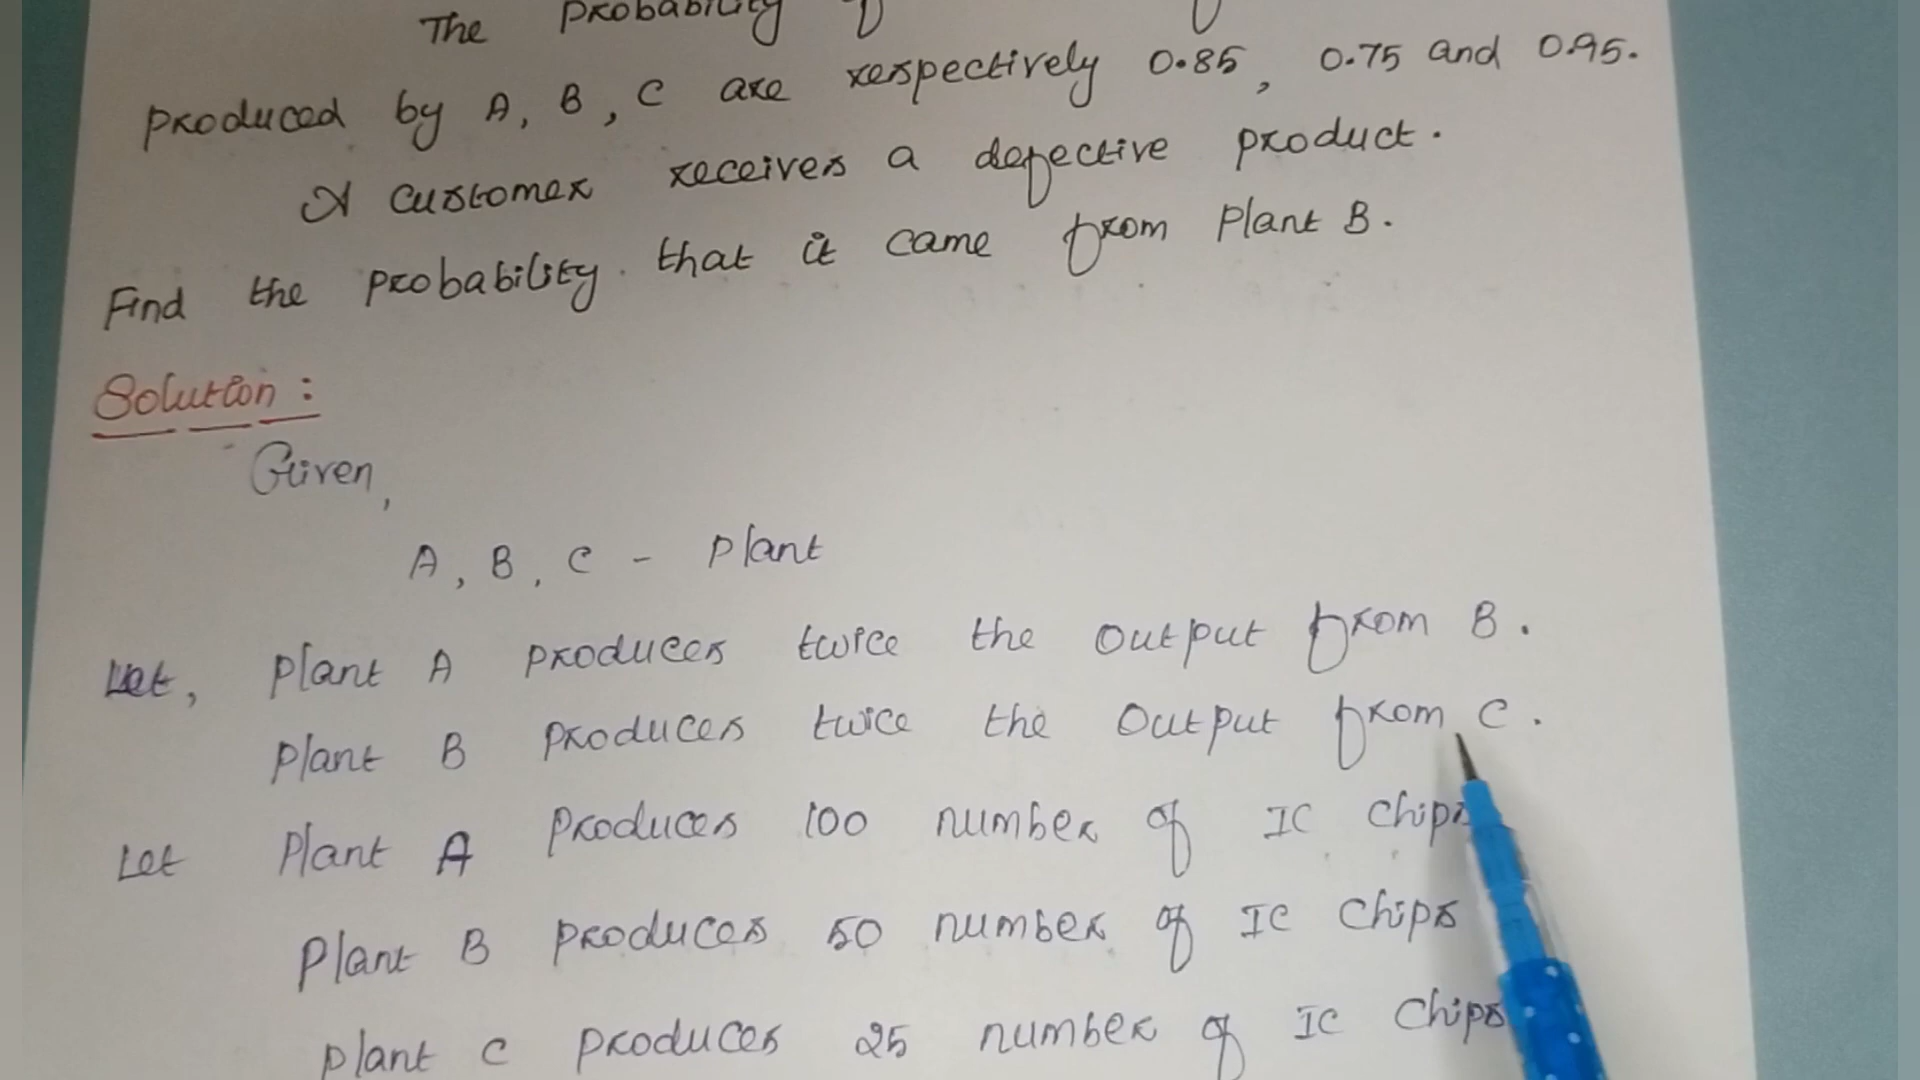 The Probability of
Produced by A, B, C are respectively 0.85, 0.75 and 0.95.
A customer receives a defective product.
Find the probability that it came from Plant B.
Solution :
Given,
A, B, C - Plant
Let, Plant A produces twice the output from B.
Plant B produces twice the output from C.
Let Plant A Produces 100 number of IC chips
Plant B produces 50 number of IC chips
Plant C produces 25 number of IC chips